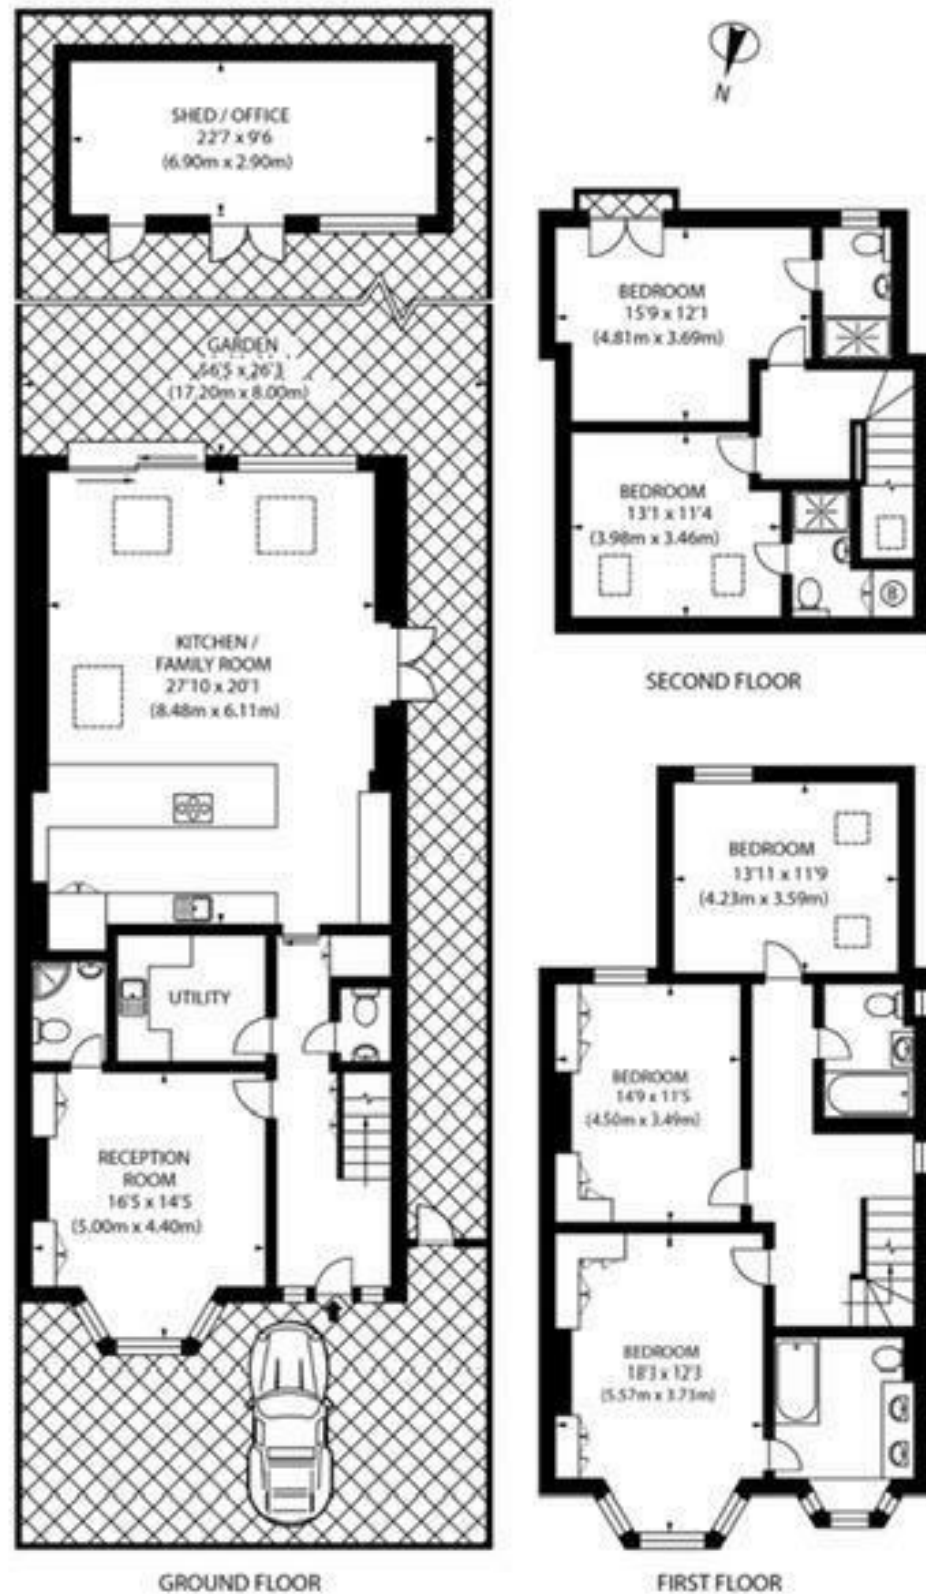 SHED / OFFICE
22'7 x 9'6
(6.90m x 2.90m)
GARDEN
56'5 x 26'3
(17.20m x 8.00m)
KITCHEN /
FAMILY ROOM
27'10 x 20'1
(8.48m x 6.11m)
UTILITY
RECEPTION
ROOM
16'5 x 14'5
(5.00m x 4.40m)
GROUND FLOOR
N
BEDROOM
15'9 x 12'1
(4.81m x 3.69m)
BEDROOM
13'1 x 11'4
(3.98m x 3.46m)
B
SECOND FLOOR
BEDROOM
13'11 x 11'9
(4.23m x 3.59m)
BEDROOM
14'9 x 11'5
(4.50m x 3.49m)
BEDROOM
18'3 x 12'3
(5.57m x 3.73m)
FIRST FLOOR